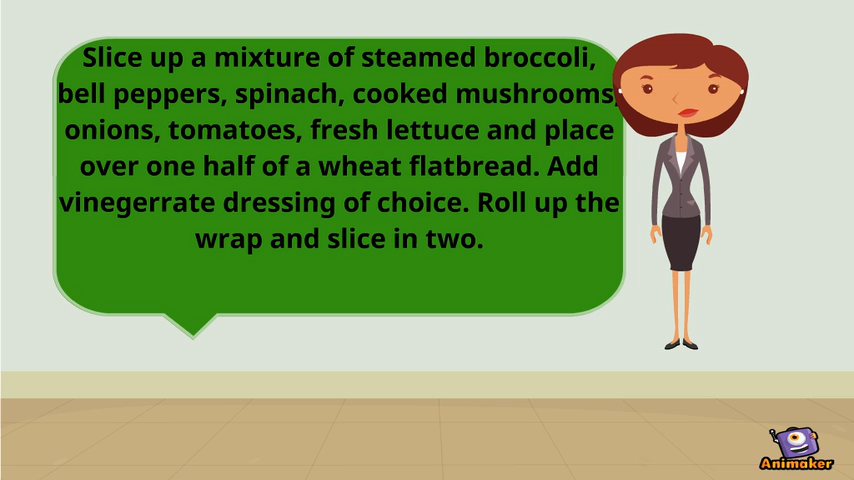 Slice up a mixture of steamed broccoli,
bell peppers, spinach, cooked mushrooms,
onions, tomatoes, fresh lettuce and place
over one half of a wheat flatbread. Add
vinegerrate dressing of choice. Roll up the
wrap and slice in two.
Animaker